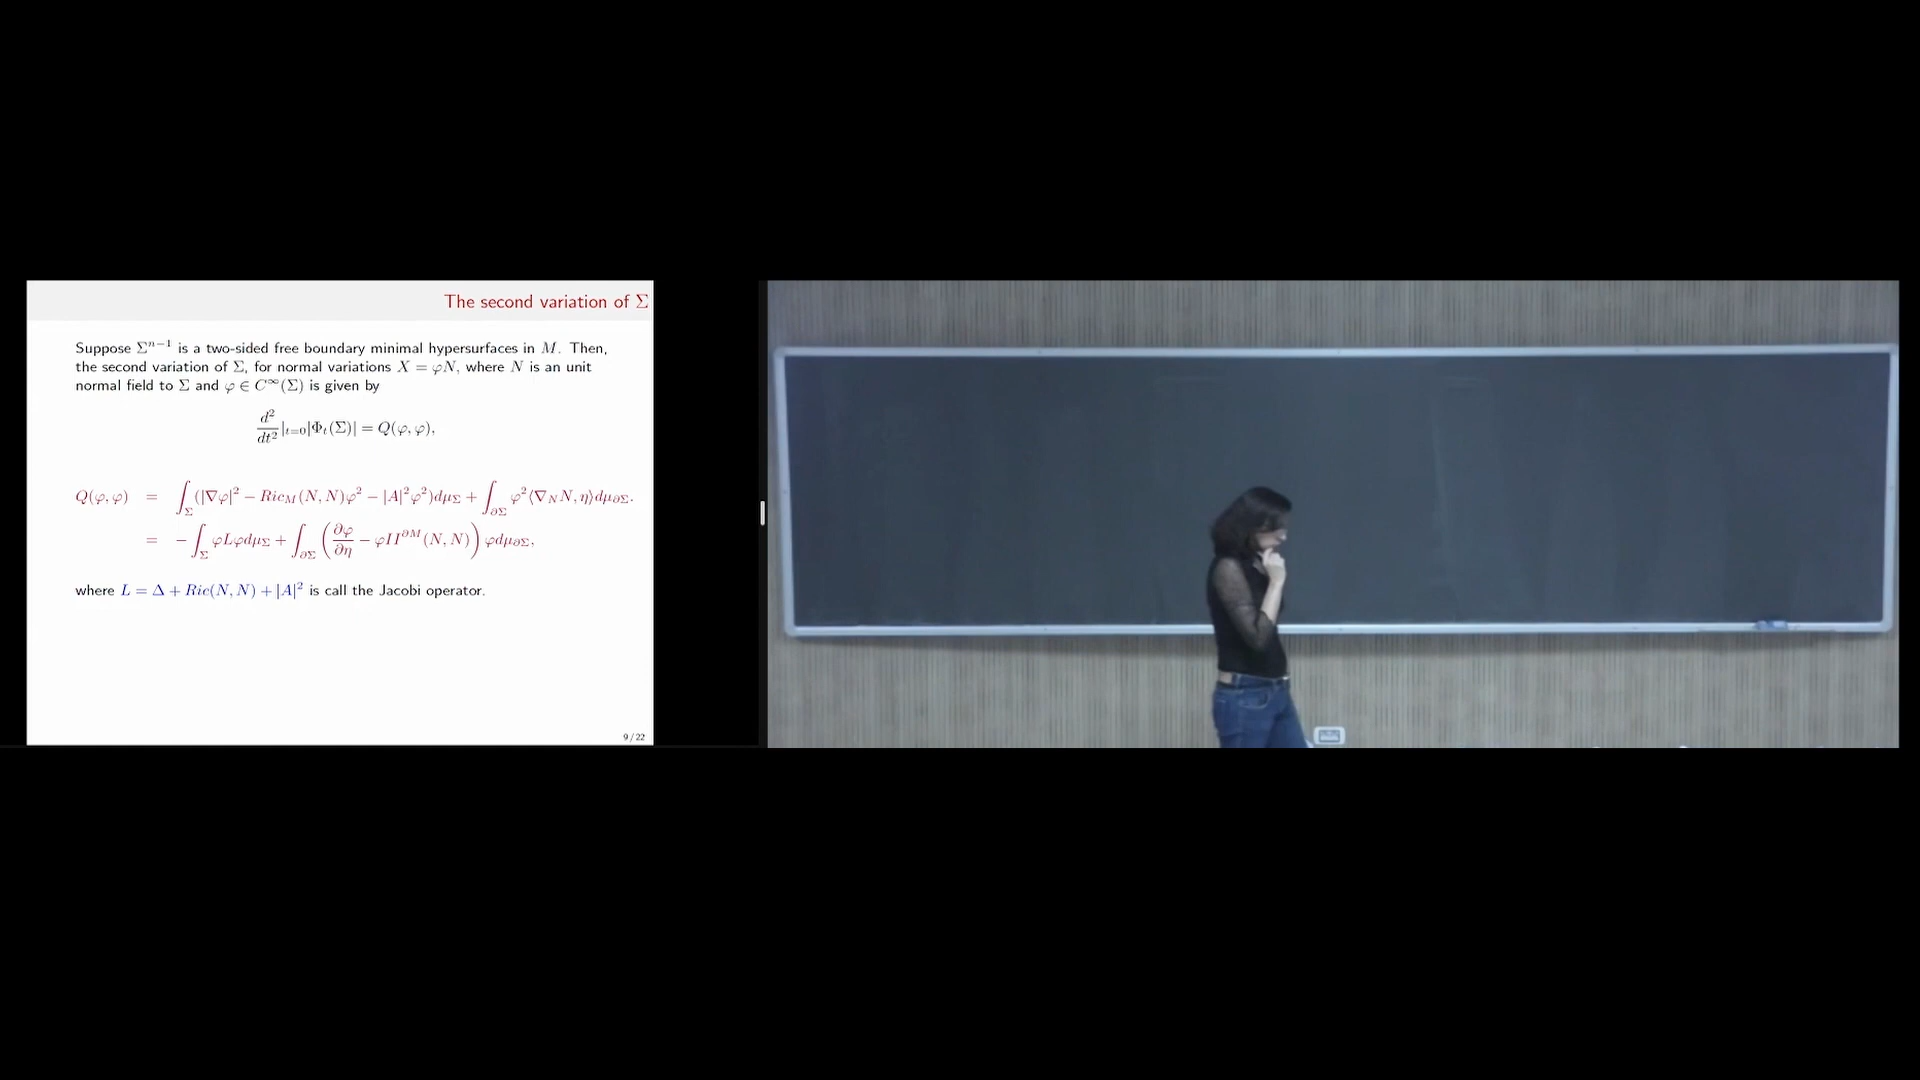 The second variation of Σ
Suppose Σⁿ⁻¹ is a two-sided free boundary minimal hypersurfaces in M. Then,
the second variation of Σ, for normal variations X = φN, where N is an unit
normal field to Σ and φ ∈ C^∞(Σ) is given by
d²/dt² |ₜ₌₀|Φₜ(Σ)| = Q(φ, φ),
Q(φ, φ) = ∫_Σ (|∇φ|² − Ric_M(N, N)φ² − |A|²φ²)dμ_Σ + ∫_∂Σ φ²⟨∇_N N, η⟩dμ_∂Σ.
= − ∫_Σ φLφdμ_Σ + ∫_∂Σ (∂φ/∂η − φII^∂M(N, N)) φdμ_∂Σ,
where L = Δ + Ric(N, N) + |A|² is call the Jacobi operator.
9 / 22